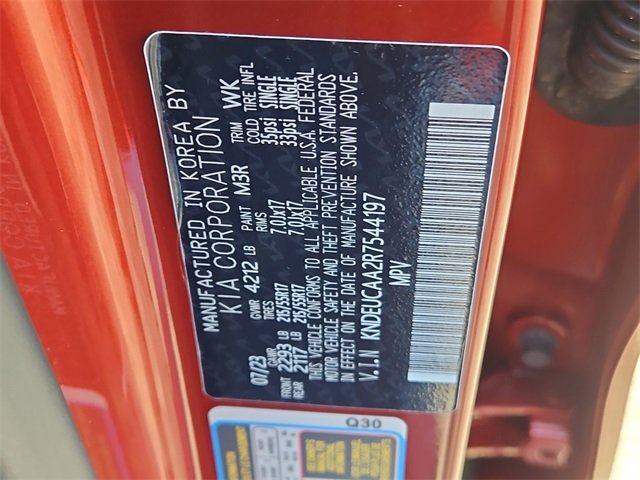 MANUFACTURED IN KOREA BY
KIA CORPORATION
07/23 GVWR 4212 LB PAINT M3R TRIM WK
GWR TIRES RIMS COLD TIRE INFL
FRONT 2293 LB 215/55R17 7.0Jx17 35psi SINGLE
REAR 2117 LB 215/55R17 7.0Jx17 33psi SINGLE
THIS VEHICLE CONFORMS TO ALL APPLICABLE U.S.A. FEDERAL
MOTOR VEHICLE SAFETY AND THEFT PREVENTION STANDARDS
IN EFFECT ON THE DATE OF MANUFACTURE SHOWN ABOVE.
V.I.N KNDEUCAA2R7544197
MPV
Q30